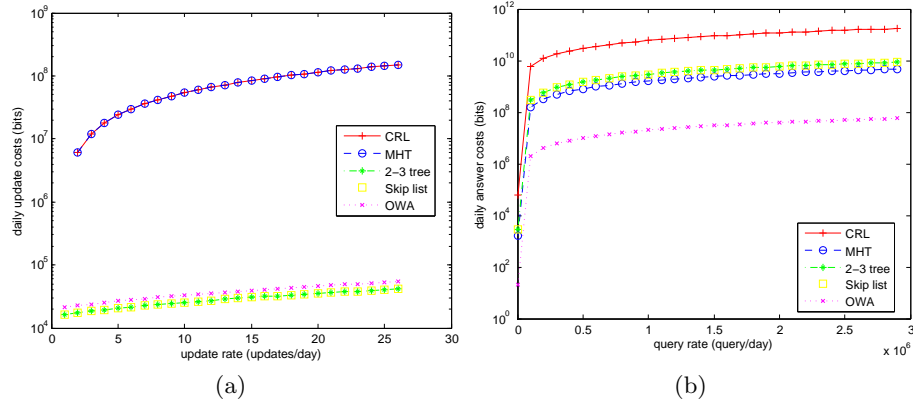 10^9
10^8
10^7
10^6
10^5
10^4
daily update costs (bits)
CRL
MHT
2−3 tree
Skip list
OWA
0 5 10 15 20 25 30
update rate (updates/day)
(a)
10^12
10^10
10^8
10^6
10^4
10^2
10^0
daily answer costs (bits)
CRL
MHT
2−3 tree
Skip list
OWA
0 0.5 1 1.5 2 2.5 3
x 10^6
query rate (query/day)
(b)